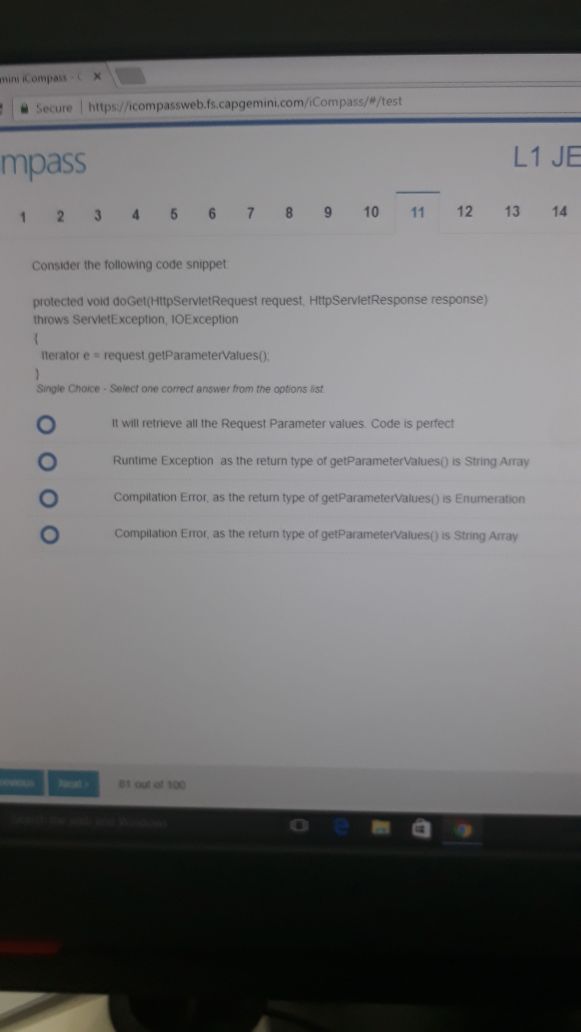 mini iCompass - C ×
Secure | https://icompassweb.fs.capgemini.com/iCompass/#/test
mpass
L1 JE
1 2 3 4 5 6 7 8 9 10 11 12 13 14
Consider the following code snippet:
protected void doGet(HttpServletRequest request, HttpServletResponse response)
throws ServletException, IOException
{
Iterator e = request.getParameterValues();
}
Single Choice - Select one correct answer from the options list.
It will retrieve all the Request Parameter values. Code is perfect
Runtime Exception as the return type of getParameterValues() is String Array
Compilation Error, as the return type of getParameterValues() is Enumeration
Compilation Error, as the return type of getParameterValues() is String Array
Next > 81 out of 100
Search the web and Windows